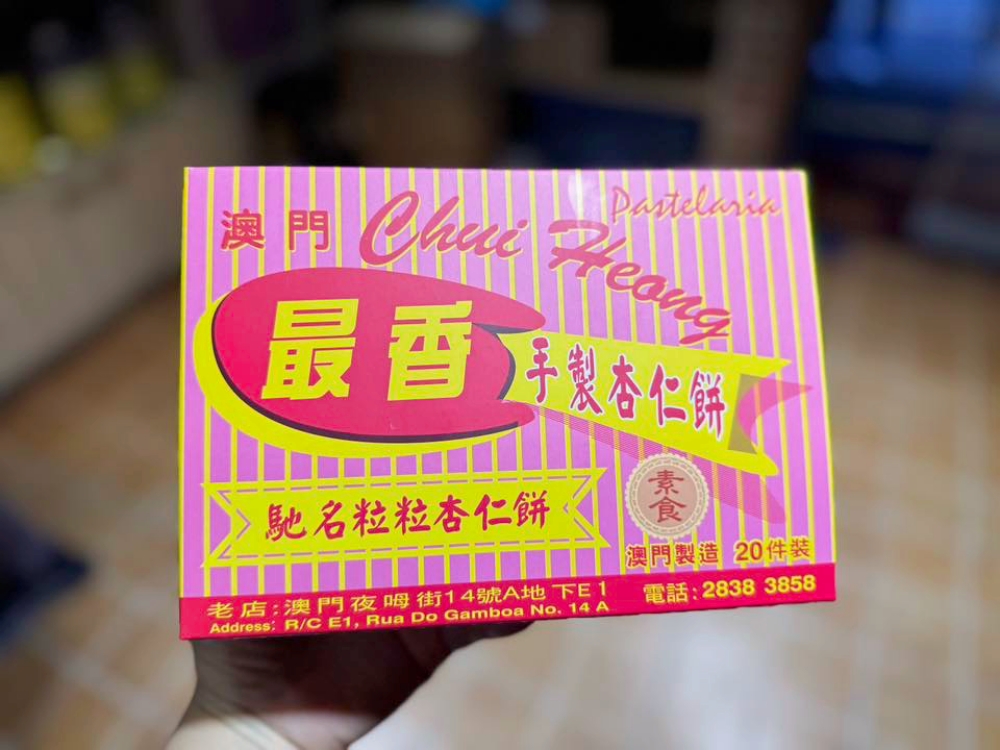 澳門
Chui Heong
Pastelaria
最香
手製杏仁餅
馳名粒粒杏仁餅
素食
澳門製造 20件裝
老店:澳門夜呣街14號A地下E1 電話:2838 3858
Address: R/C E1, Rua Do Gamboa No. 14 A